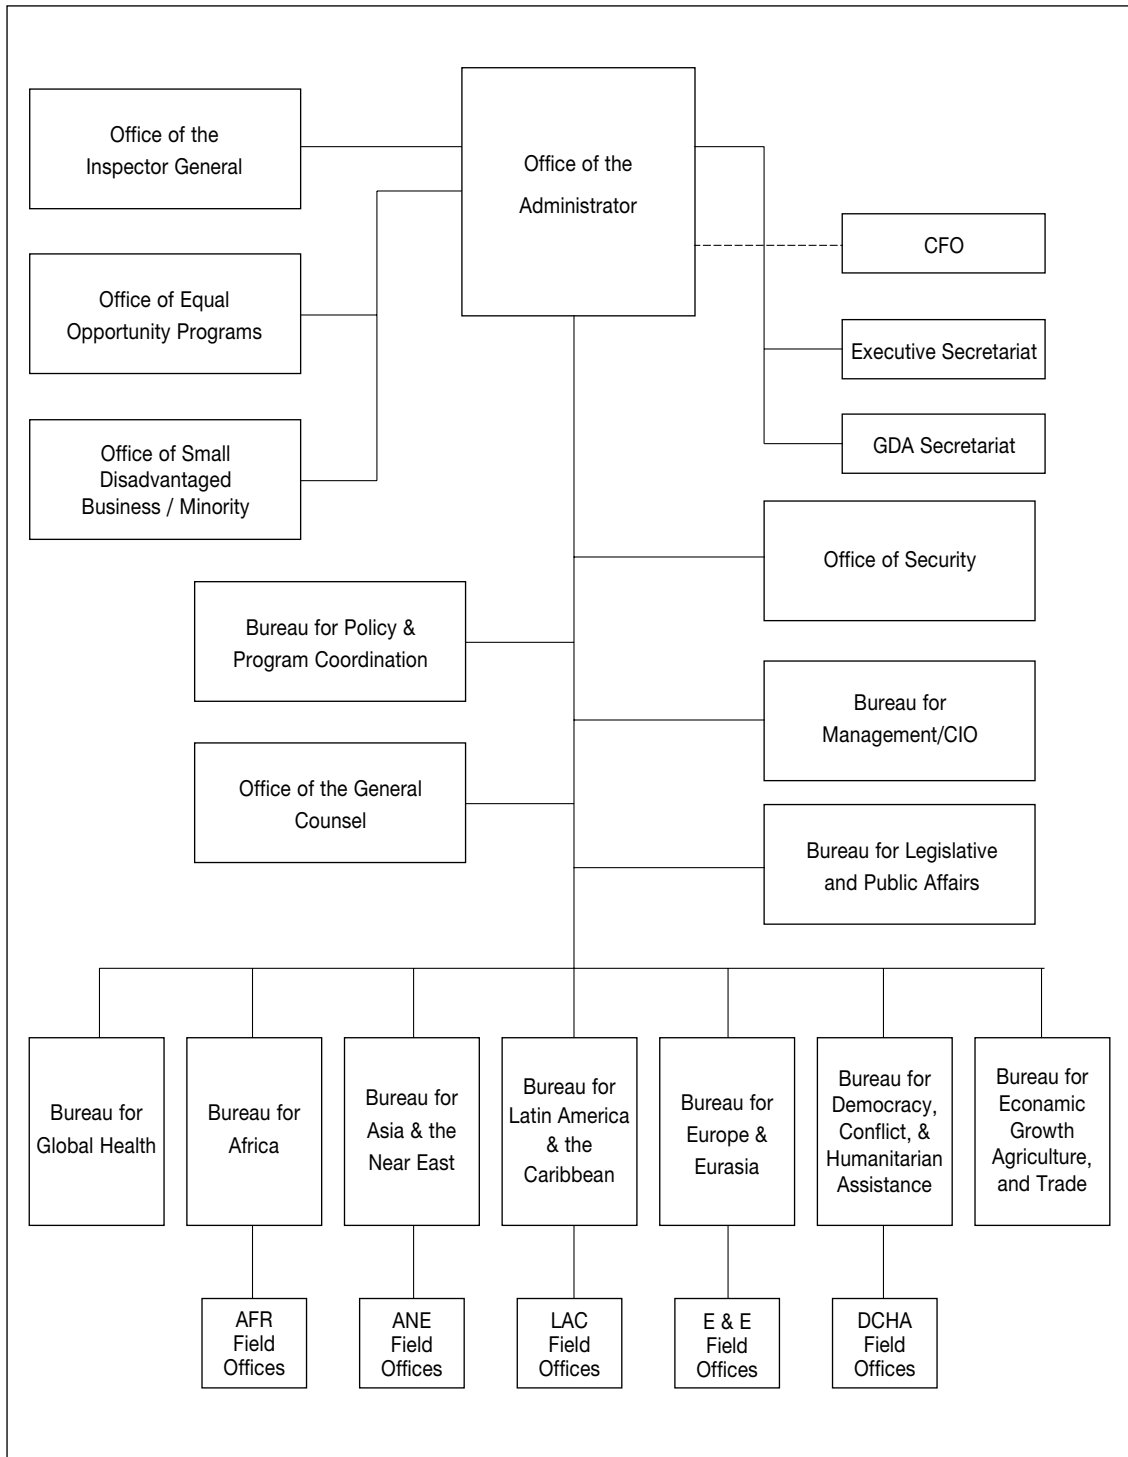 Office of the
Inspector General
Office of the
Administrator
CFO
Office of Equal
Opportunity Programs
Executive Secretariat
Office of Small
Disadvantaged
Business / Minority
GDA Secretariat
Office of Security
Bureau for Policy &
Program Coordination
Bureau for
Management/CIO
Office of the General
Counsel
Bureau for Legislative
and Public Affairs
Bureau for
Global Health
Bureau for
Africa
Bureau for
Asia & the
Near East
Bureau for
Latin America
& the
Caribbean
Bureau for
Europe &
Eurasia
Bureau for
Democracy,
Conflict, &
Humanitarian
Assistance
Bureau for
Economic
Growth
Agriculture,
and Trade
AFR
Field
Offices
ANE
Field
Offices
LAC
Field
Offices
E & E
Field
Offices
DCHA
Field
Offices